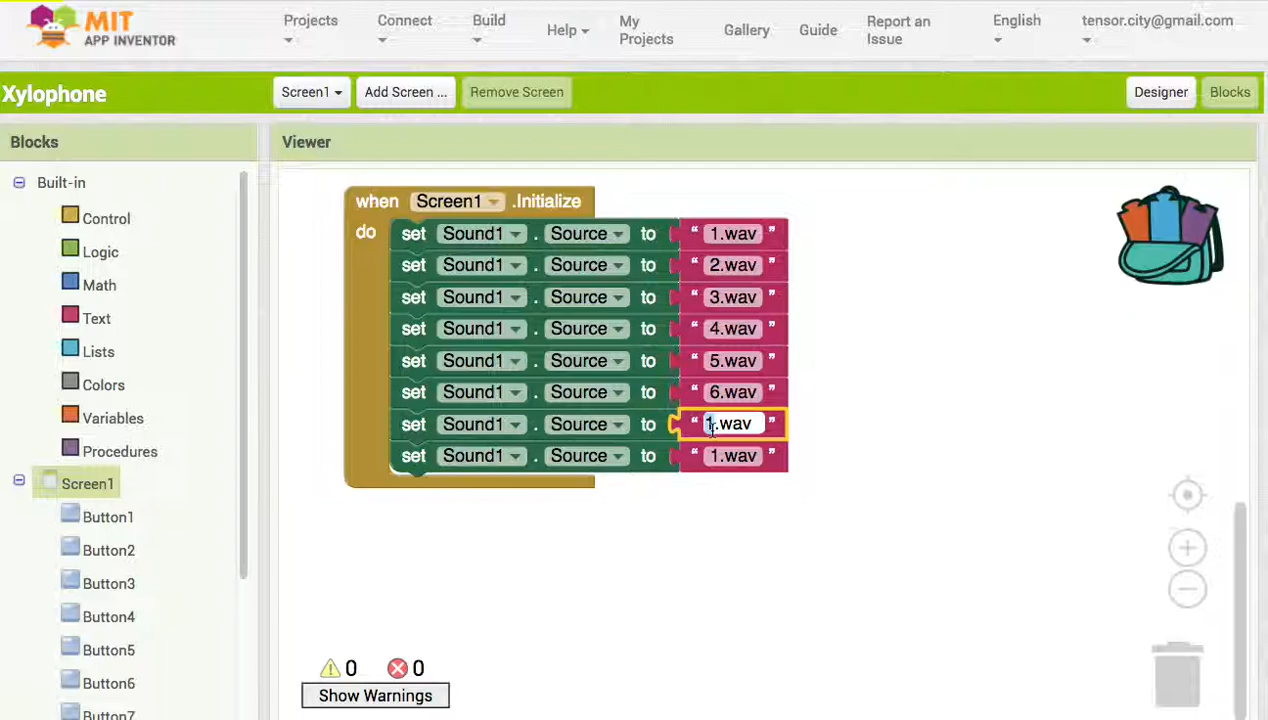 MIT
APP INVENTOR
Projects
Connect
Build
Help
My
Projects
Gallery
Guide
Report an
Issue
English
tensor.city@gmail.com
Xylophone
Screen1
Add Screen ...
Remove Screen
Designer
Blocks
Blocks
Viewer
Built-in
Control
Logic
Math
Text
Lists
Colors
Variables
Procedures
Screen1
Button1
Button2
Button3
Button4
Button5
Button6
Button7
when Screen1 .Initialize
do set Sound1 . Source to “ 1.wav ”
set Sound1 . Source to “ 2.wav ”
set Sound1 . Source to “ 3.wav ”
set Sound1 . Source to “ 4.wav ”
set Sound1 . Source to “ 5.wav ”
set Sound1 . Source to “ 6.wav ”
set Sound1 . Source to “ 1.wav ”
set Sound1 . Source to “ 1.wav ”
0 0
Show Warnings